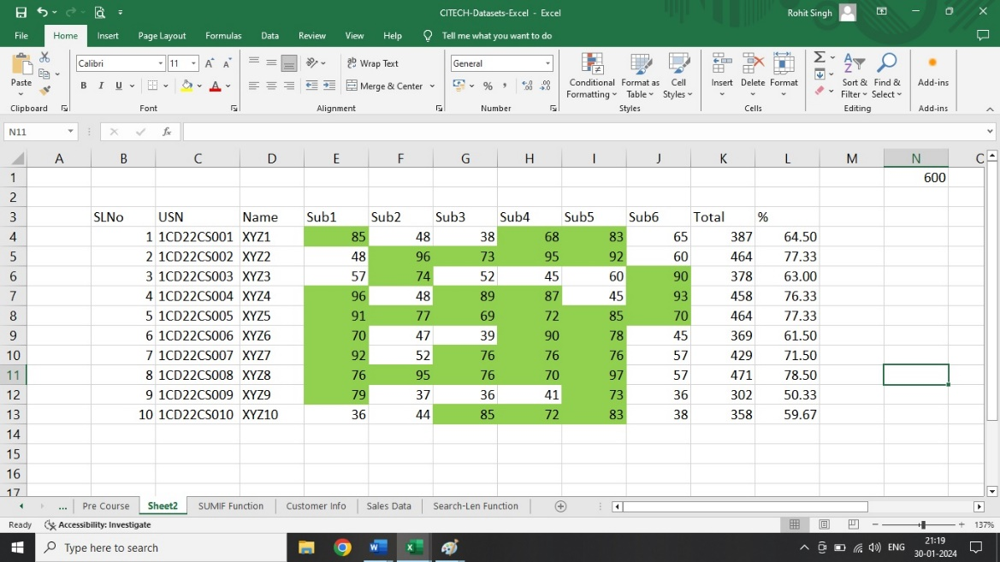 CITECH-Datasets-Excel - Excel
Rohit Singh
File Home Insert Page Layout Formulas Data Review View Help Tell me what you want to do
Calibri 11
Wrap Text
General
Paste
B I U
Merge & Center
Conditional Formatting
Format as Table
Cell Styles
Insert Delete Format
Sort & Filter
Find & Select
Add-ins
Clipboard Font Alignment Number Styles Cells Editing Add-ins
N11
fx
A B C D E F G H I J K L M N
1 600
2
3 SLNo USN Name Sub1 Sub2 Sub3 Sub4 Sub5 Sub6 Total %
4 1 1CD22CS001 XYZ1 85 48 38 68 83 65 387 64.50
5 2 1CD22CS002 XYZ2 48 96 73 95 92 60 464 77.33
6 3 1CD22CS003 XYZ3 57 74 52 45 60 90 378 63.00
7 4 1CD22CS004 XYZ4 96 48 89 87 45 93 458 76.33
8 5 1CD22CS005 XYZ5 91 77 69 72 85 70 464 77.33
9 6 1CD22CS006 XYZ6 70 47 39 90 78 45 369 61.50
10 7 1CD22CS007 XYZ7 92 52 76 76 76 57 429 71.50
11 8 1CD22CS008 XYZ8 76 95 76 70 97 57 471 78.50
12 9 1CD22CS009 XYZ9 79 37 36 41 73 36 302 50.33
13 10 1CD22CS010 XYZ10 36 44 85 72 83 38 358 59.67
14
15
16
17
... Pre Course Sheet2 SUMIF Function Customer Info Sales Data Search-Len Function
Ready Accessibility: Investigate 137%
Type here to search
ENG
21:19
30-01-2024